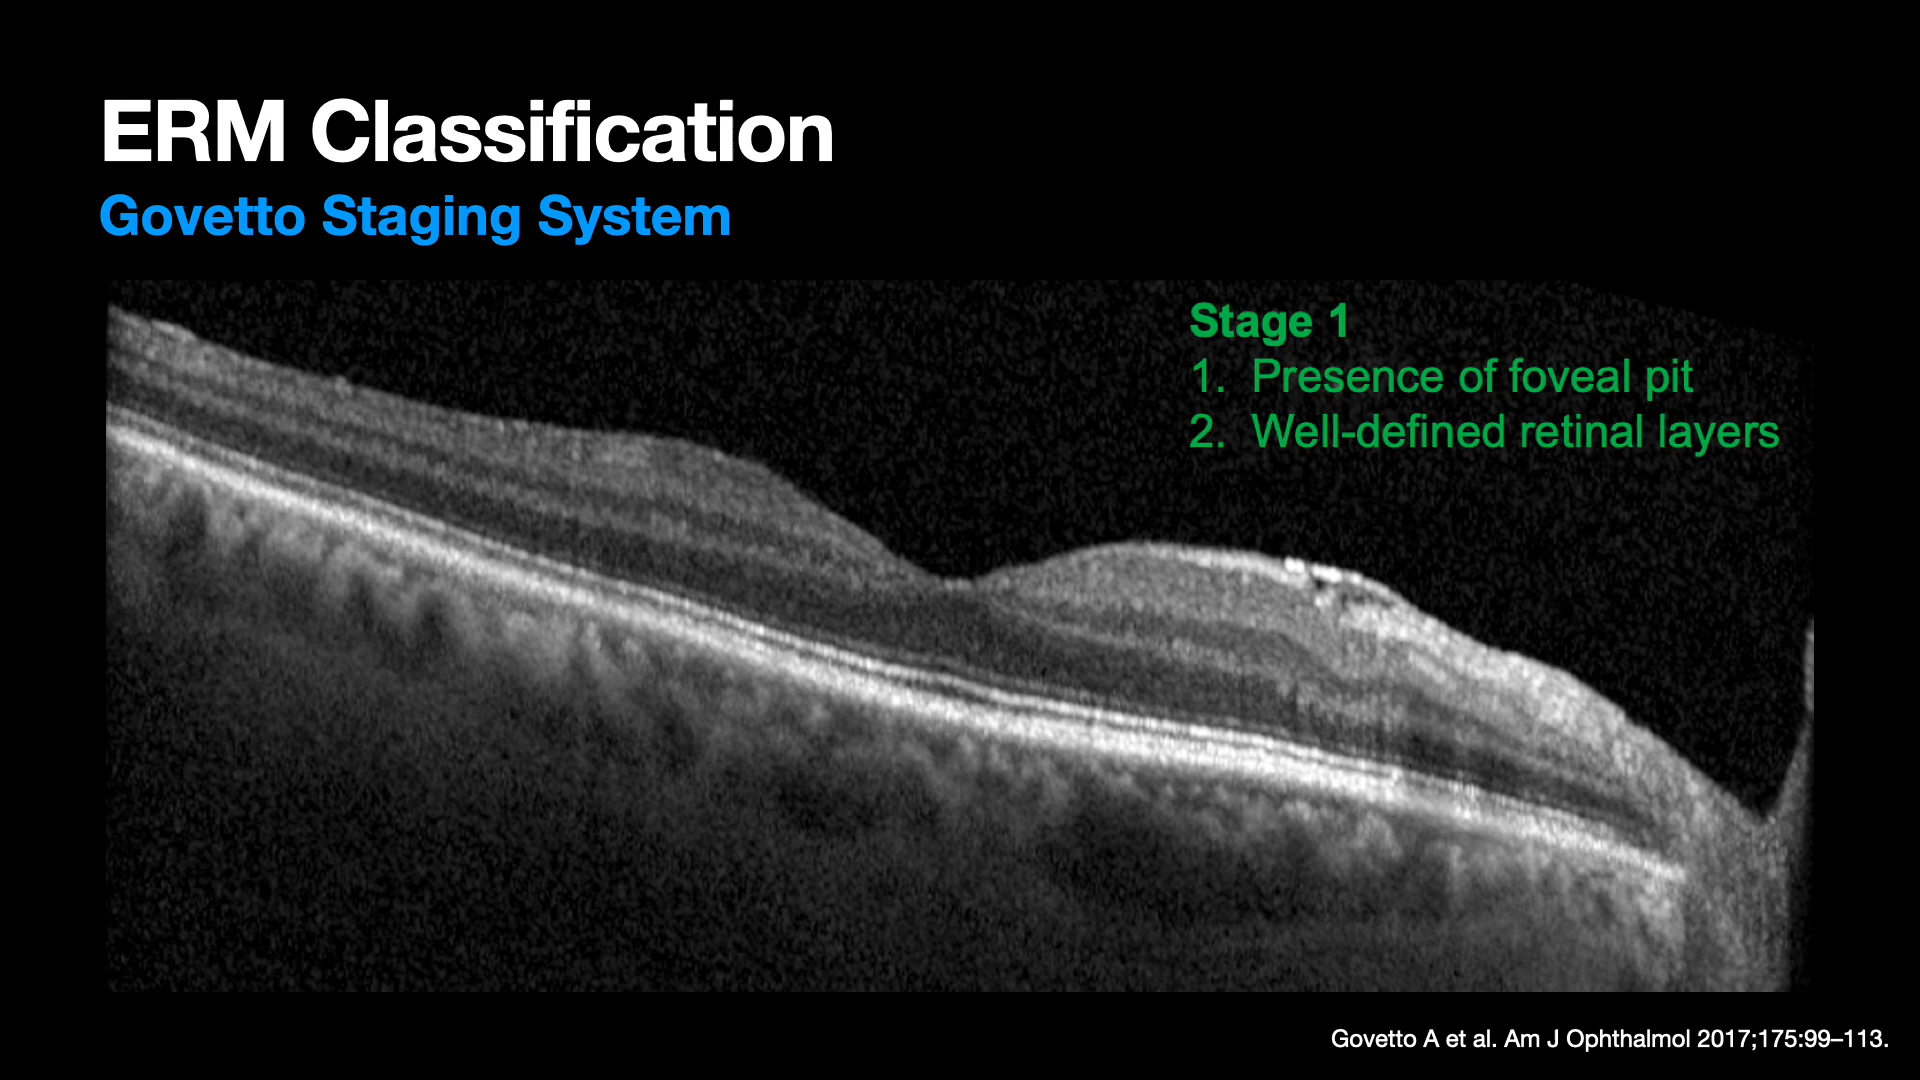 ERM Classification
Govetto Staging System
Stage 1
1. Presence of foveal pit
2. Well-defined retinal layers
Govetto A et al. Am J Ophthalmol 2017;175:99–113.